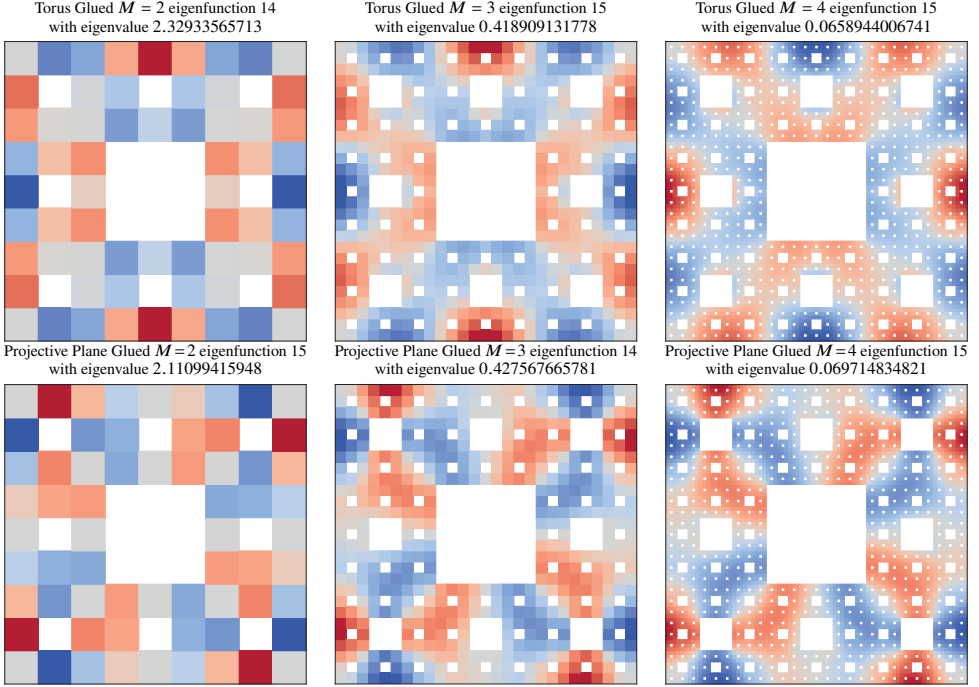 Torus Glued M = 2 eigenfunction 14
with eigenvalue 2.32933565713
Torus Glued M = 3 eigenfunction 15
with eigenvalue 0.418909131778
Torus Glued M = 4 eigenfunction 15
with eigenvalue 0.0658944006741
Projective Plane Glued M = 2 eigenfunction 15
with eigenvalue 2.11099415948
Projective Plane Glued M = 3 eigenfunction 14
with eigenvalue 0.427567665781
Projective Plane Glued M = 4 eigenfunction 15
with eigenvalue 0.069714834821